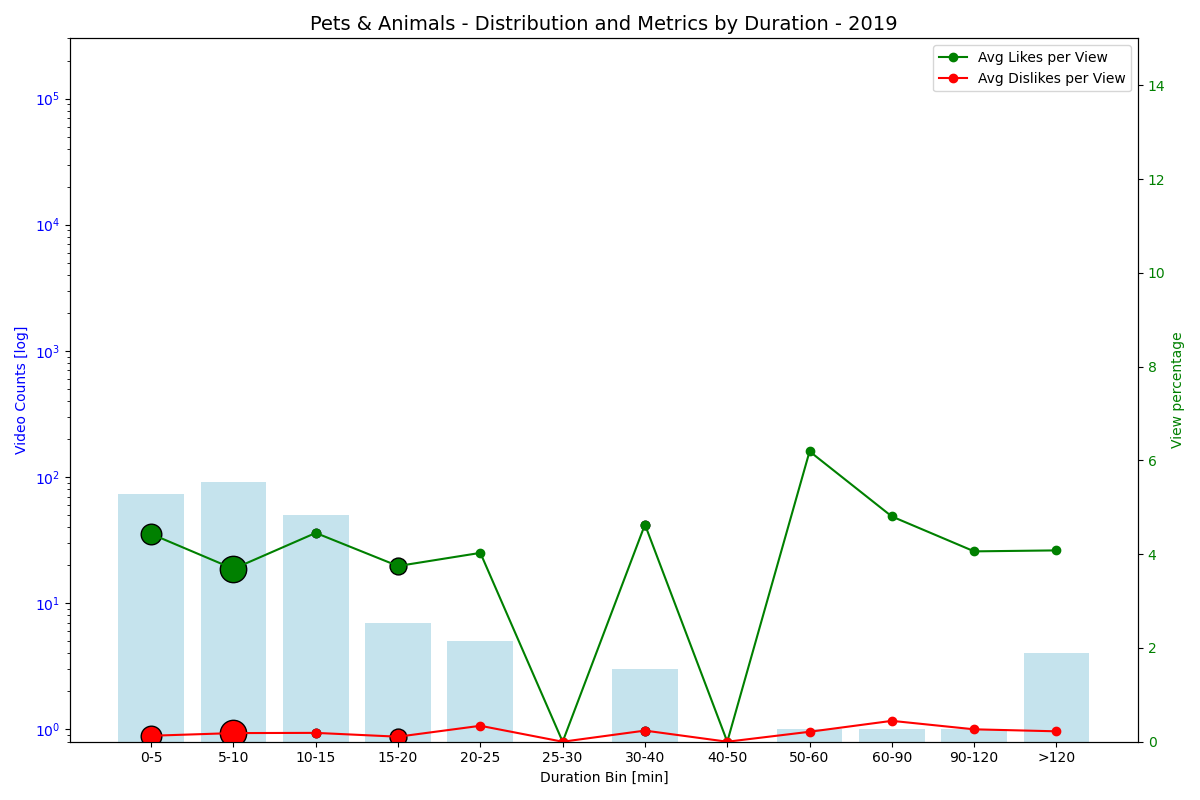 Pets & Animals - Distribution and Metrics by Duration - 2019
Avg Likes per View
Avg Dislikes per View
Video Counts [log]
10^5
10^4
10^3
10^2
10^1
10^0
14
12
10
8
6
4
2
0
View percentage
0-5 5-10 10-15 15-20 20-25 25-30 30-40 40-50 50-60 60-90 90-120 >120
Duration Bin [min]